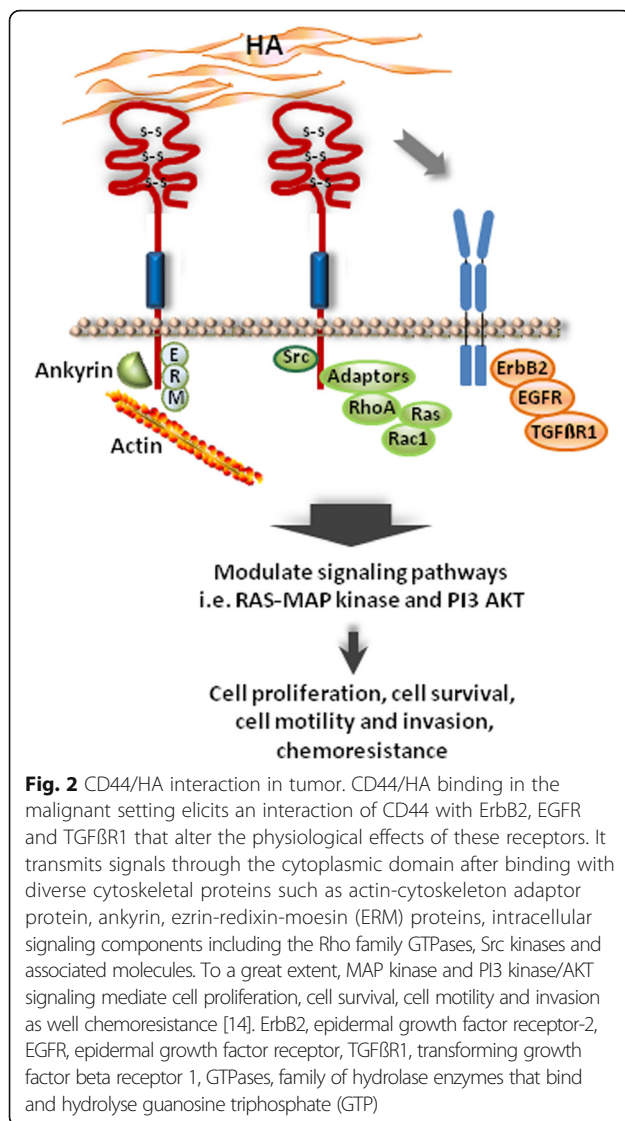 HA
S-S
S-S
S-S
S-S
S-S
S-S
Ankyrin
E
R
M
Actin
Src
Adaptors
RhoA
Ras
Rac1
ErbB2
EGFR
TGFßR1
Modulate signaling pathways
i.e. RAS-MAP kinase and PI3 AKT
Cell proliferation, cell survival,
cell motility and invasion,
chemoresistance
Fig. 2 CD44/HA interaction in tumor. CD44/HA binding in the
malignant setting elicits an interaction of CD44 with ErbB2, EGFR
and TGFßR1 that alter the physiological effects of these receptors. It
transmits signals through the cytoplasmic domain after binding with
diverse cytoskeletal proteins such as actin-cytoskeleton adaptor
protein, ankyrin, ezrin-redixin-moesin (ERM) proteins, intracellular
signaling components including the Rho family GTPases, Src kinases and
associated molecules. To a great extent, MAP kinase and PI3 kinase/AKT
signaling mediate cell proliferation, cell survival, cell motility and invasion
as well chemoresistance [14]. ErbB2, epidermal growth factor receptor-2,
EGFR, epidermal growth factor receptor, TGFßR1, transforming growth
factor beta receptor 1, GTPases, family of hydrolase enzymes that bind
and hydrolyse guanosine triphosphate (GTP)